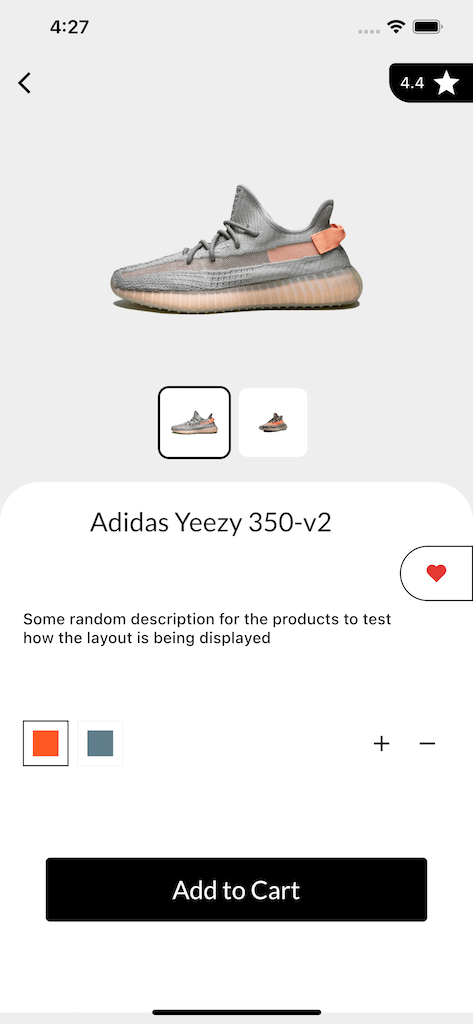 4:27
4.4
Adidas Yeezy 350-v2
Some random description for the products to test
how the layout is being displayed
Add to Cart